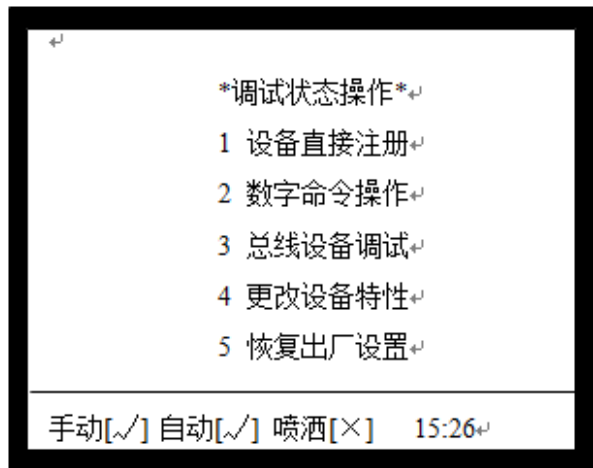 *调试状态操作*
1 设备直接注册
2 数字命令操作
3 总线设备调试
4 更改设备特性
5 恢复出厂设置
手动[√] 自动[√] 喷洒[×] 15:26